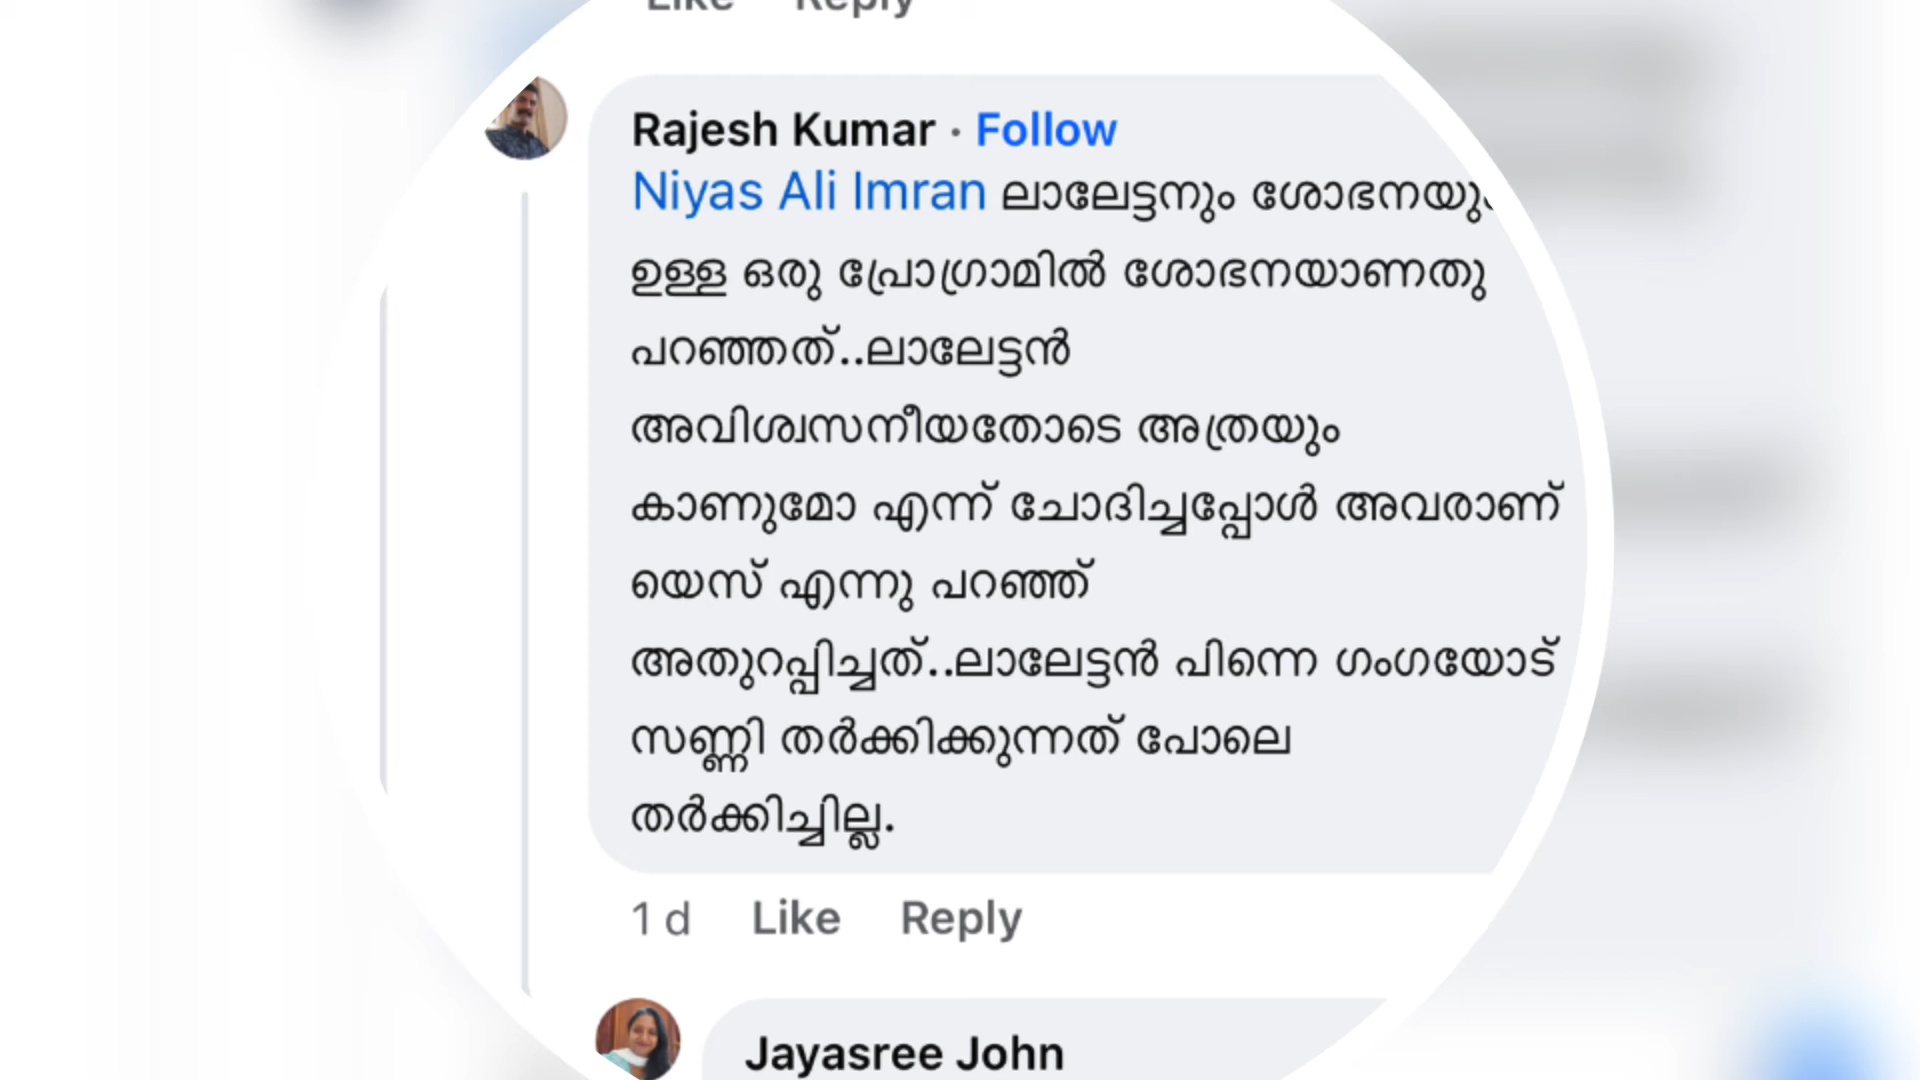 Like Reply
Rajesh Kumar · Follow
Niyas Ali Imran ലാലേട്ടനും ശോഭനയും
ഉള്ള ഒരു പ്രോഗ്രാമിൽ ശോഭനയാണതു
പറഞ്ഞത്..ലാലേട്ടൻ
അവിശ്വസനീയതോടെ അത്രയും
കാണുമോ എന്ന് ചോദിച്ചപ്പോൾ അവരാണ്
യെസ് എന്നു പറഞ്ഞ്
അതുറപ്പിച്ചത്..ലാലേട്ടൻ പിന്നെ ഗംഗയോട്
സണ്ണി തർക്കിക്കുന്നത് പോലെ
തർക്കിച്ചില്ല.
1 d Like Reply
Jayasree John